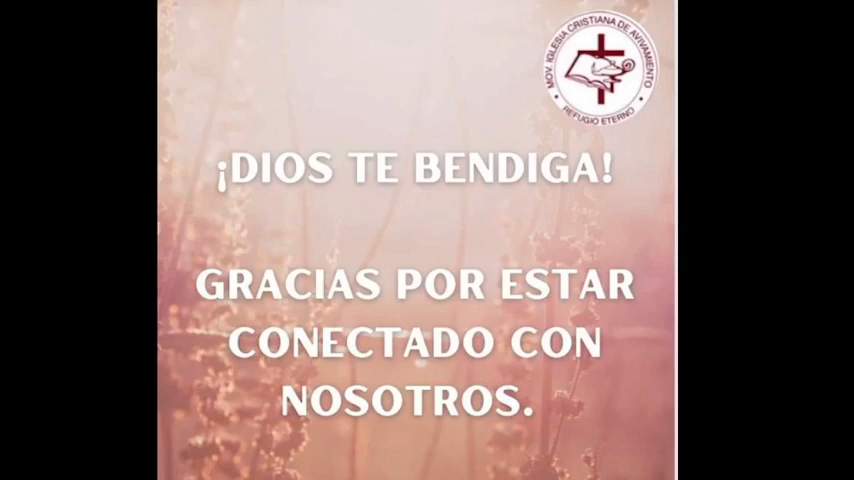 MOV. IGLESIA CRISTIANA DE AVIVAMIENTO
• REFUGIO ETERNO •
¡DIOS TE BENDIGA!
GRACIAS POR ESTAR
CONECTADO CON
NOSOTROS.